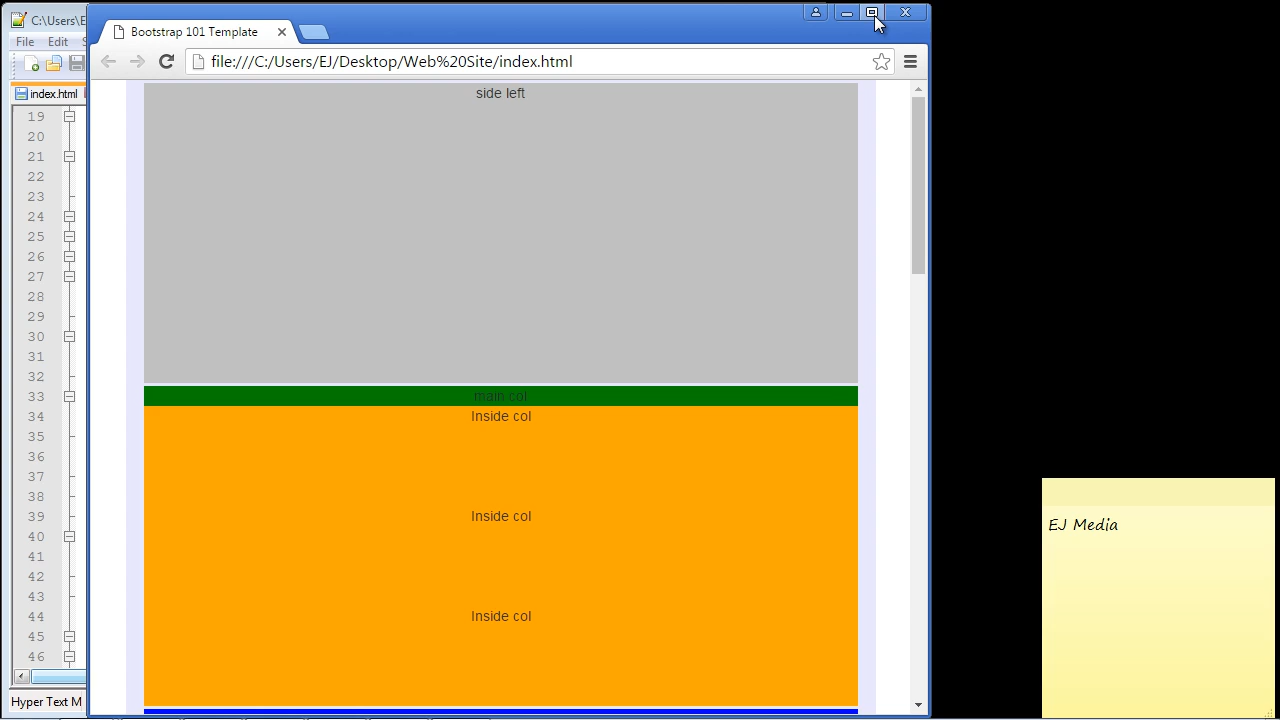 C:\Users\E
Bootstrap 101 Template
File Edit
file:///C:/Users/EJ/Desktop/Web%20Site/index.html
index.html
side left
19
20
21
22
23
24
25
26
27
28
29
30
31
32
33
main col
34
Inside col
35
36
37
38
39
Inside col
EJ Media
40
41
42
43
44
Inside col
45
46
Hyper Text M